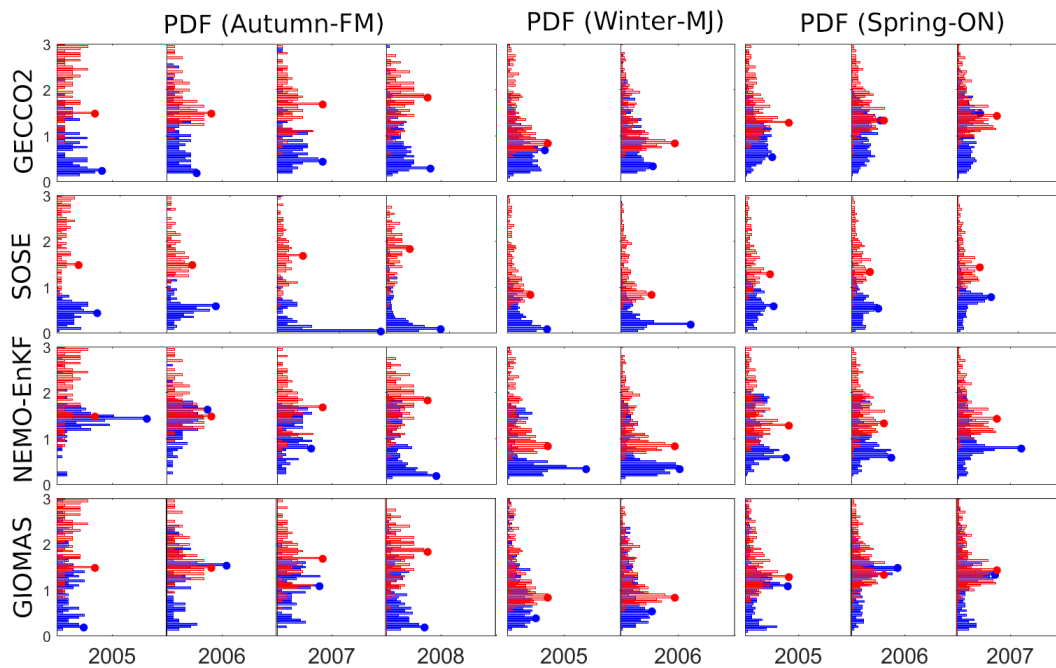 PDF (Autumn-FM) PDF (Winter-MJ) PDF (Spring-ON)
GECCO2
3
2
1
0
SOSE
3
2
1
0
NEMO-EnKF
3
2
1
0
GIOMAS
3
2
1
0
2005 2006 2007 2008 2005 2006 2005 2006 2007